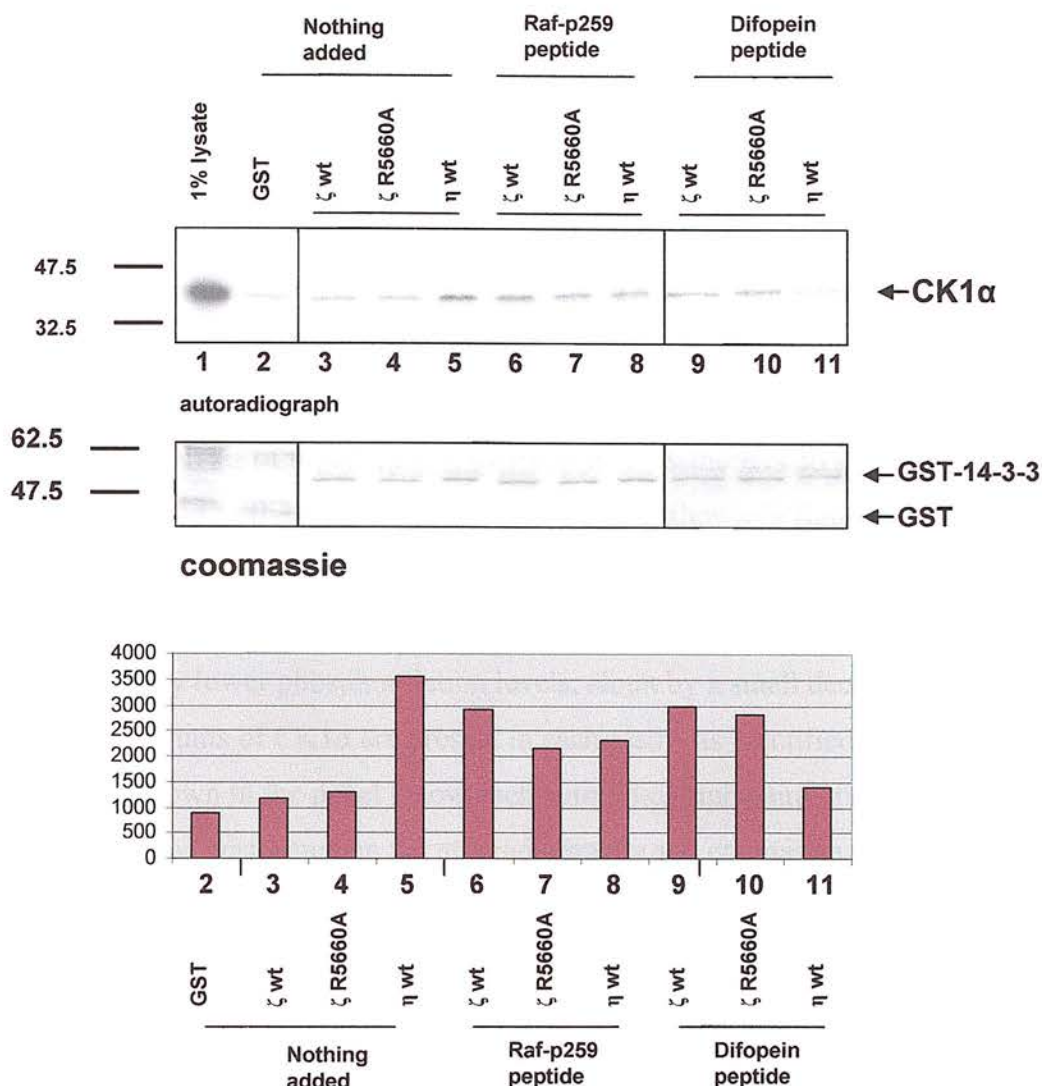 Nothing
added
Raf-p259
peptide
Difopein
peptide
1% lysate
GST
ζ wt
ζ R5660A
η wt
ζ wt
ζ R5660A
η wt
ζ wt
ζ R5660A
η wt
47.5
32.5
CK1α
1 2 3 4 5 6 7 8 9 10 11
autoradiograph
62.5
47.5
GST-14-3-3
GST
coomassie
4000
3500
3000
2500
2000
1500
1000
500
0
2 3 4 5 6 7 8 9 10 11
GST
ζ wt
ζ R5660A
η wt
ζ wt
ζ R5660A
η wt
ζ wt
ζ R5660A
η wt
Nothing
added
Raf-p259
peptide
Difopein
peptide